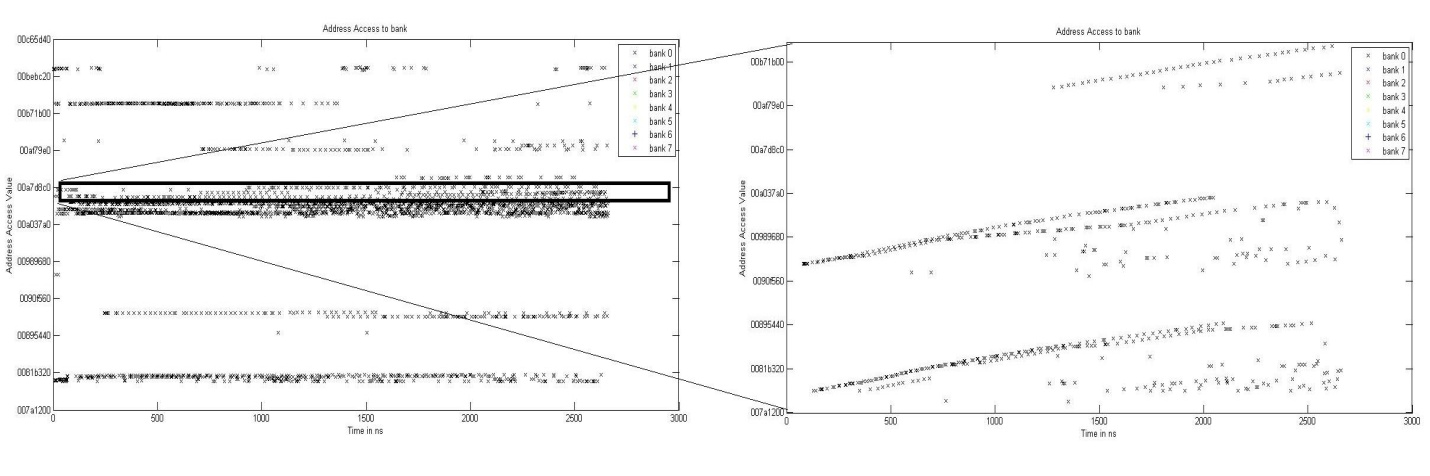 Address Access to bank
00c65d40
00bebc20
00b71b00
00af79e0
00a7d8c0
00a037a0
00989680
0090f560
00895440
0081b320
007a1200
Address Access Value
0
500
1000
1500
2000
2500
3000
Time in ns
bank 0
bank 1
bank 2
bank 3
bank 4
bank 5
bank 6
bank 7
Address Access to bank
00b71b00
00af79e0
00a7d8c0
00a037a0
00989680
0090f560
00895440
0081b320
007a1200
Address Access Value
0
500
1000
1500
2000
2500
3000
Time in ns
bank 0
bank 1
bank 2
bank 3
bank 4
bank 5
bank 6
bank 7